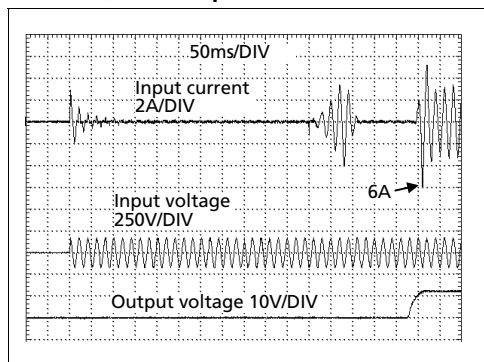 50ms/DIV
Input current
2A/DIV
6A
Input voltage
250V/DIV
Output voltage 10V/DIV